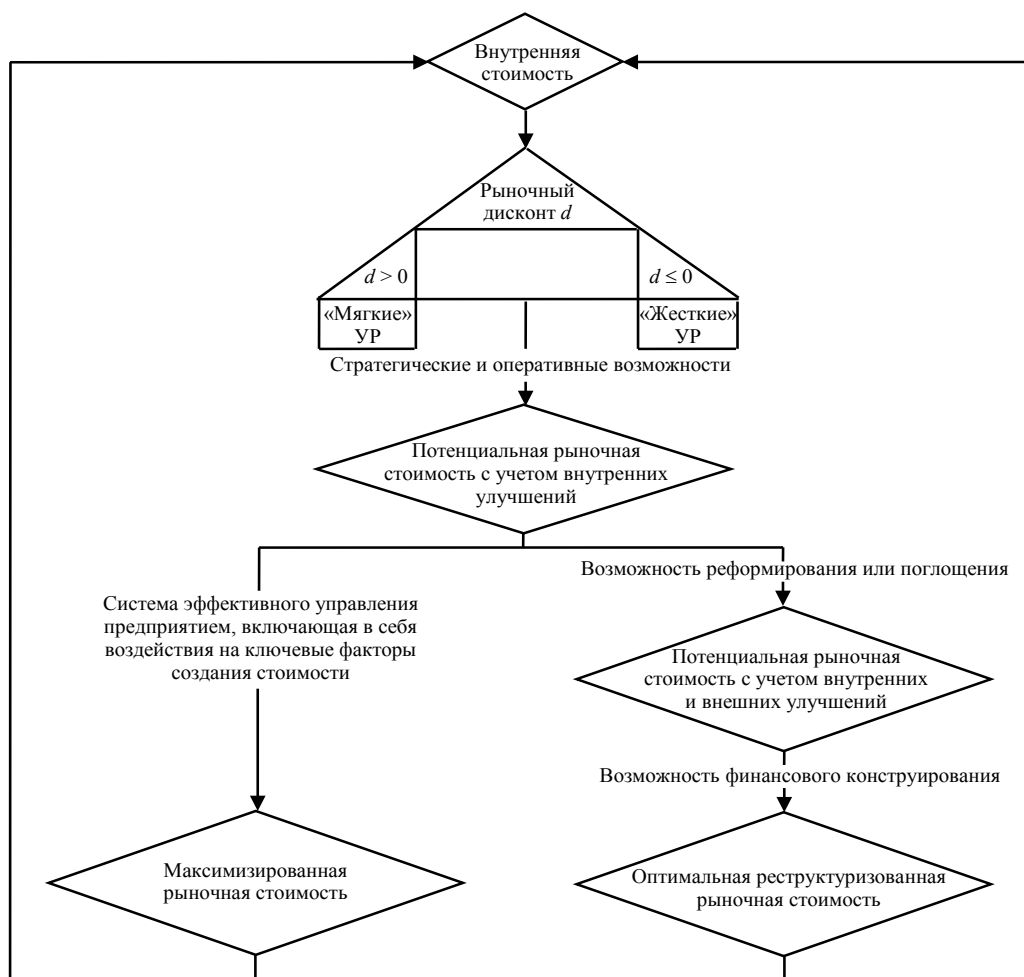 Внутренняя
стоимость
Рыночный
дисконт d
d > 0
d ≤ 0
«Мягкие»
УР
«Жесткие»
УР
Стратегические и оперативные возможности
Потенциальная рыночная
стоимость с учетом внутренних
улучшений
Возможность реформирования или поглощения
Система эффективного управления
предприятием, включающая в себя
воздействия на ключевые факторы
создания стоимости
Потенциальная рыночная
стоимость с учетом внутренних
и внешних улучшений
Возможность финансового конструирования
Максимизированная
рыночная стоимость
Оптимальная реструктуризованная
рыночная стоимость